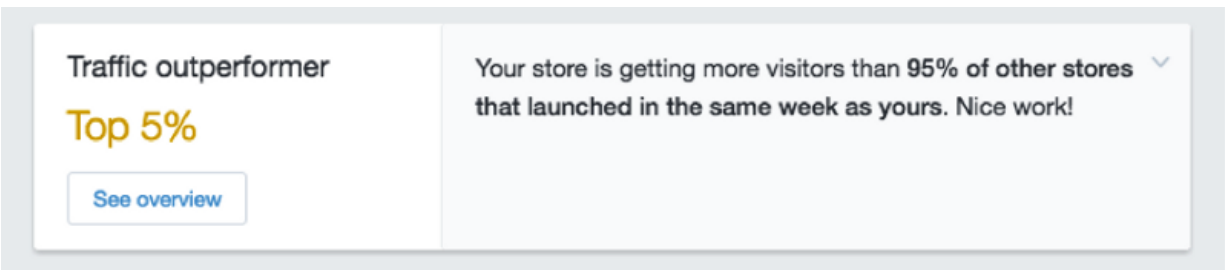 Traffic outperformer
Top 5%
See overview
Your store is getting more visitors than 95% of other stores
that launched in the same week as yours. Nice work!